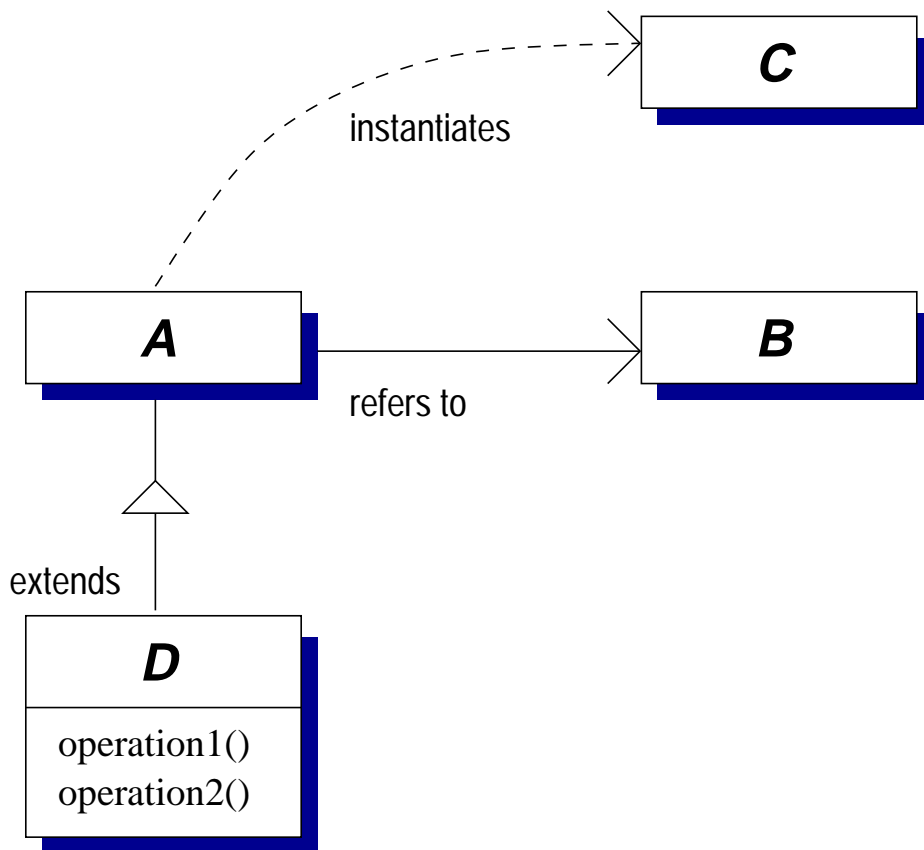 C
instantiates
A
B
refers to
extends
D
operation1()
operation2()